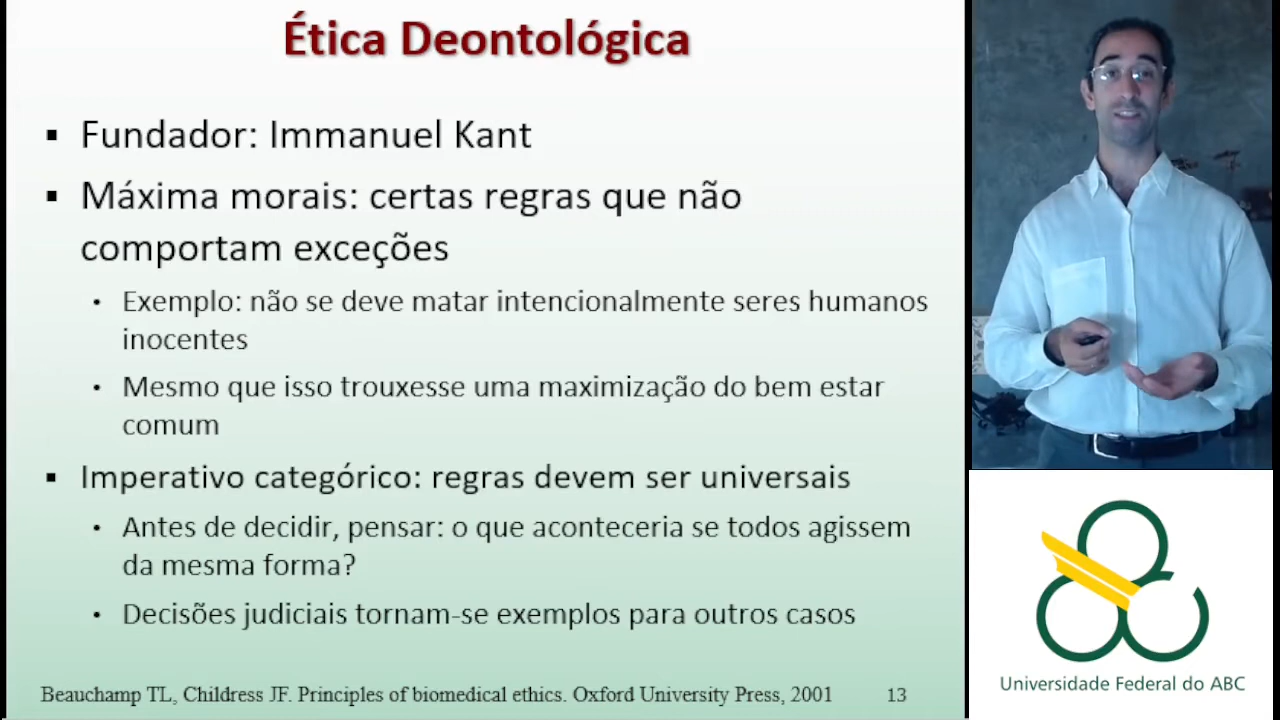 Ética Deontológica
▪ Fundador: Immanuel Kant
▪ Máxima morais: certas regras que não
comportam exceções
• Exemplo: não se deve matar intencionalmente seres humanos
inocentes
• Mesmo que isso trouxesse uma maximização do bem estar
comum
▪ Imperativo categórico: regras devem ser universais
• Antes de decidir, pensar: o que aconteceria se todos agissem
da mesma forma?
• Decisões judiciais tornam-se exemplos para outros casos
Beauchamp TL, Childress JF. Principles of biomedical ethics. Oxford University Press, 2001 13
Universidade Federal do ABC